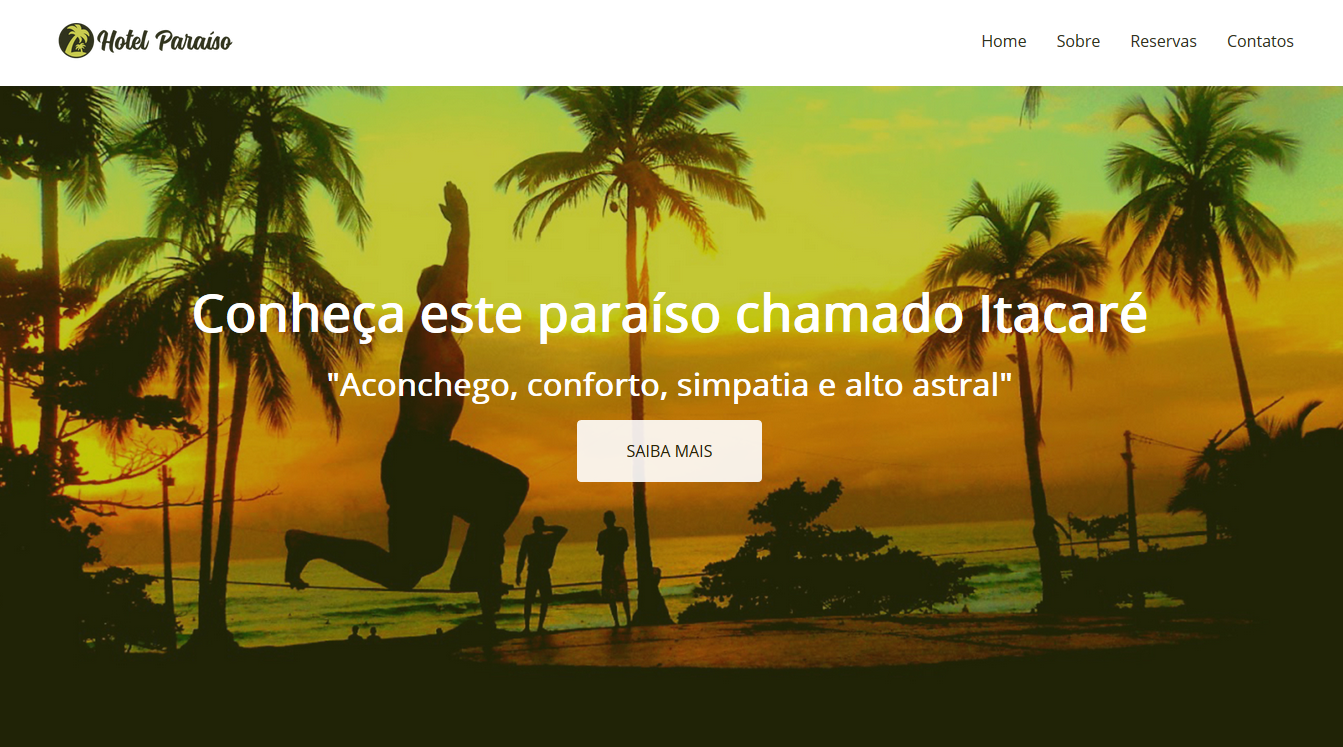 Hotel Paraíso
Home Sobre Reservas Contatos
Conheça este paraíso chamado Itacaré
"Aconchego, conforto, simpatia e alto astral"
SAIBA MAIS